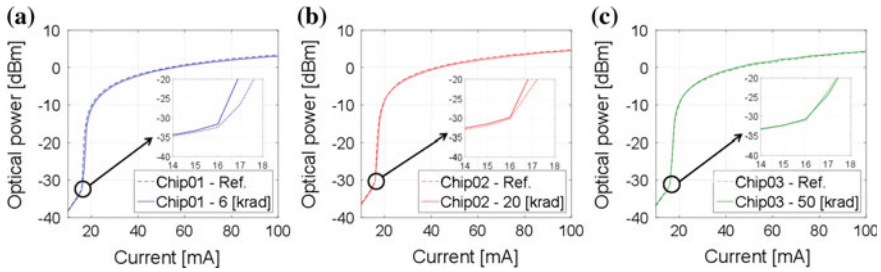 (a)
Optical power [dBm]
10
0
-10
-20
-30
-40
-20
-25
-30
-35
-40
14 15 16 17 18
Chip01 - Ref.
Chip01 - 6 [krad]
20 40 60 80 100
Current [mA]
(b)
Optical power [dBm]
10
0
-10
-20
-30
-40
-20
-25
-30
-35
-40
14 15 16 17 18
Chip02 - Ref.
Chip02 - 20 [krad]
20 40 60 80 100
Current [mA]
(c)
Optical power [dBm]
10
0
-10
-20
-30
-40
-20
-25
-30
-35
-40
14 15 16 17 18
Chip03 - Ref.
Chip03 - 50 [krad]
20 40 60 80 100
Current [mA]